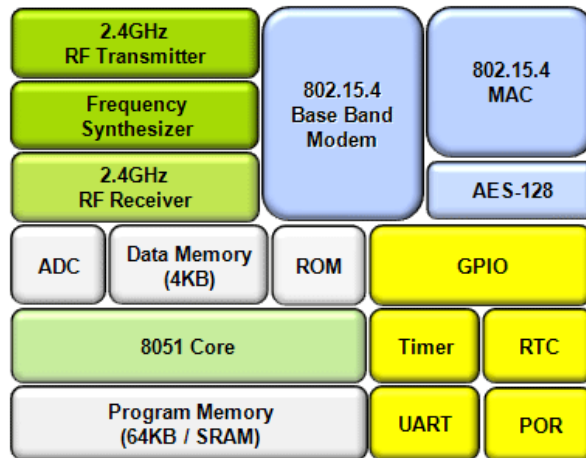 2.4GHz
RF Transmitter
Frequency
Synthesizer
2.4GHz
RF Receiver
802.15.4
Base Band
Modem
802.15.4
MAC
AES-128
ADC
Data Memory
(4KB)
ROM
GPIO
8051 Core
Timer
RTC
Program Memory
(64KB / SRAM)
UART
POR